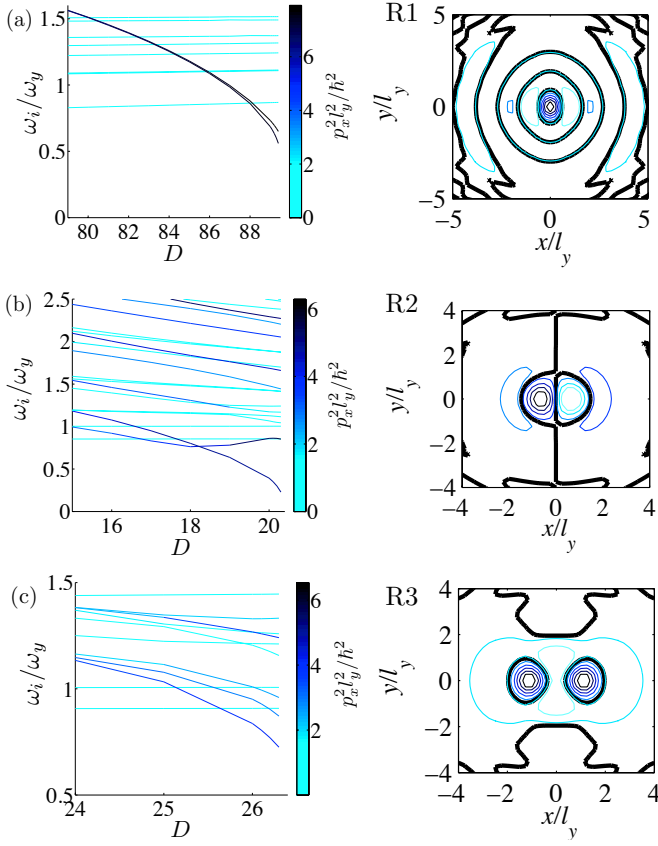 (a)
1.5
1
0.5
0
80 82 84 86 88
D
ω_i/ω_y
6
4
2
0
p_x^2 l_y^2/ħ^2
R1
5
0
−5
−5 0 5
x/l_y
y/l_y
(b)
2.5
2
1.5
1
0.5
0
16 18 20
D
ω_i/ω_y
6
4
2
0
p_x^2 l_y^2/ħ^2
R2
4
2
0
−2
−4
−4 −2 0 2 4
x/l_y
y/l_y
(c)
1.5
1
0.5
24 25 26
D
ω_i/ω_y
6
4
2
p_x^2 l_y^2/ħ^2
R3
4
2
0
−2
−4
−4 −2 0 2 4
x/l_y
y/l_y